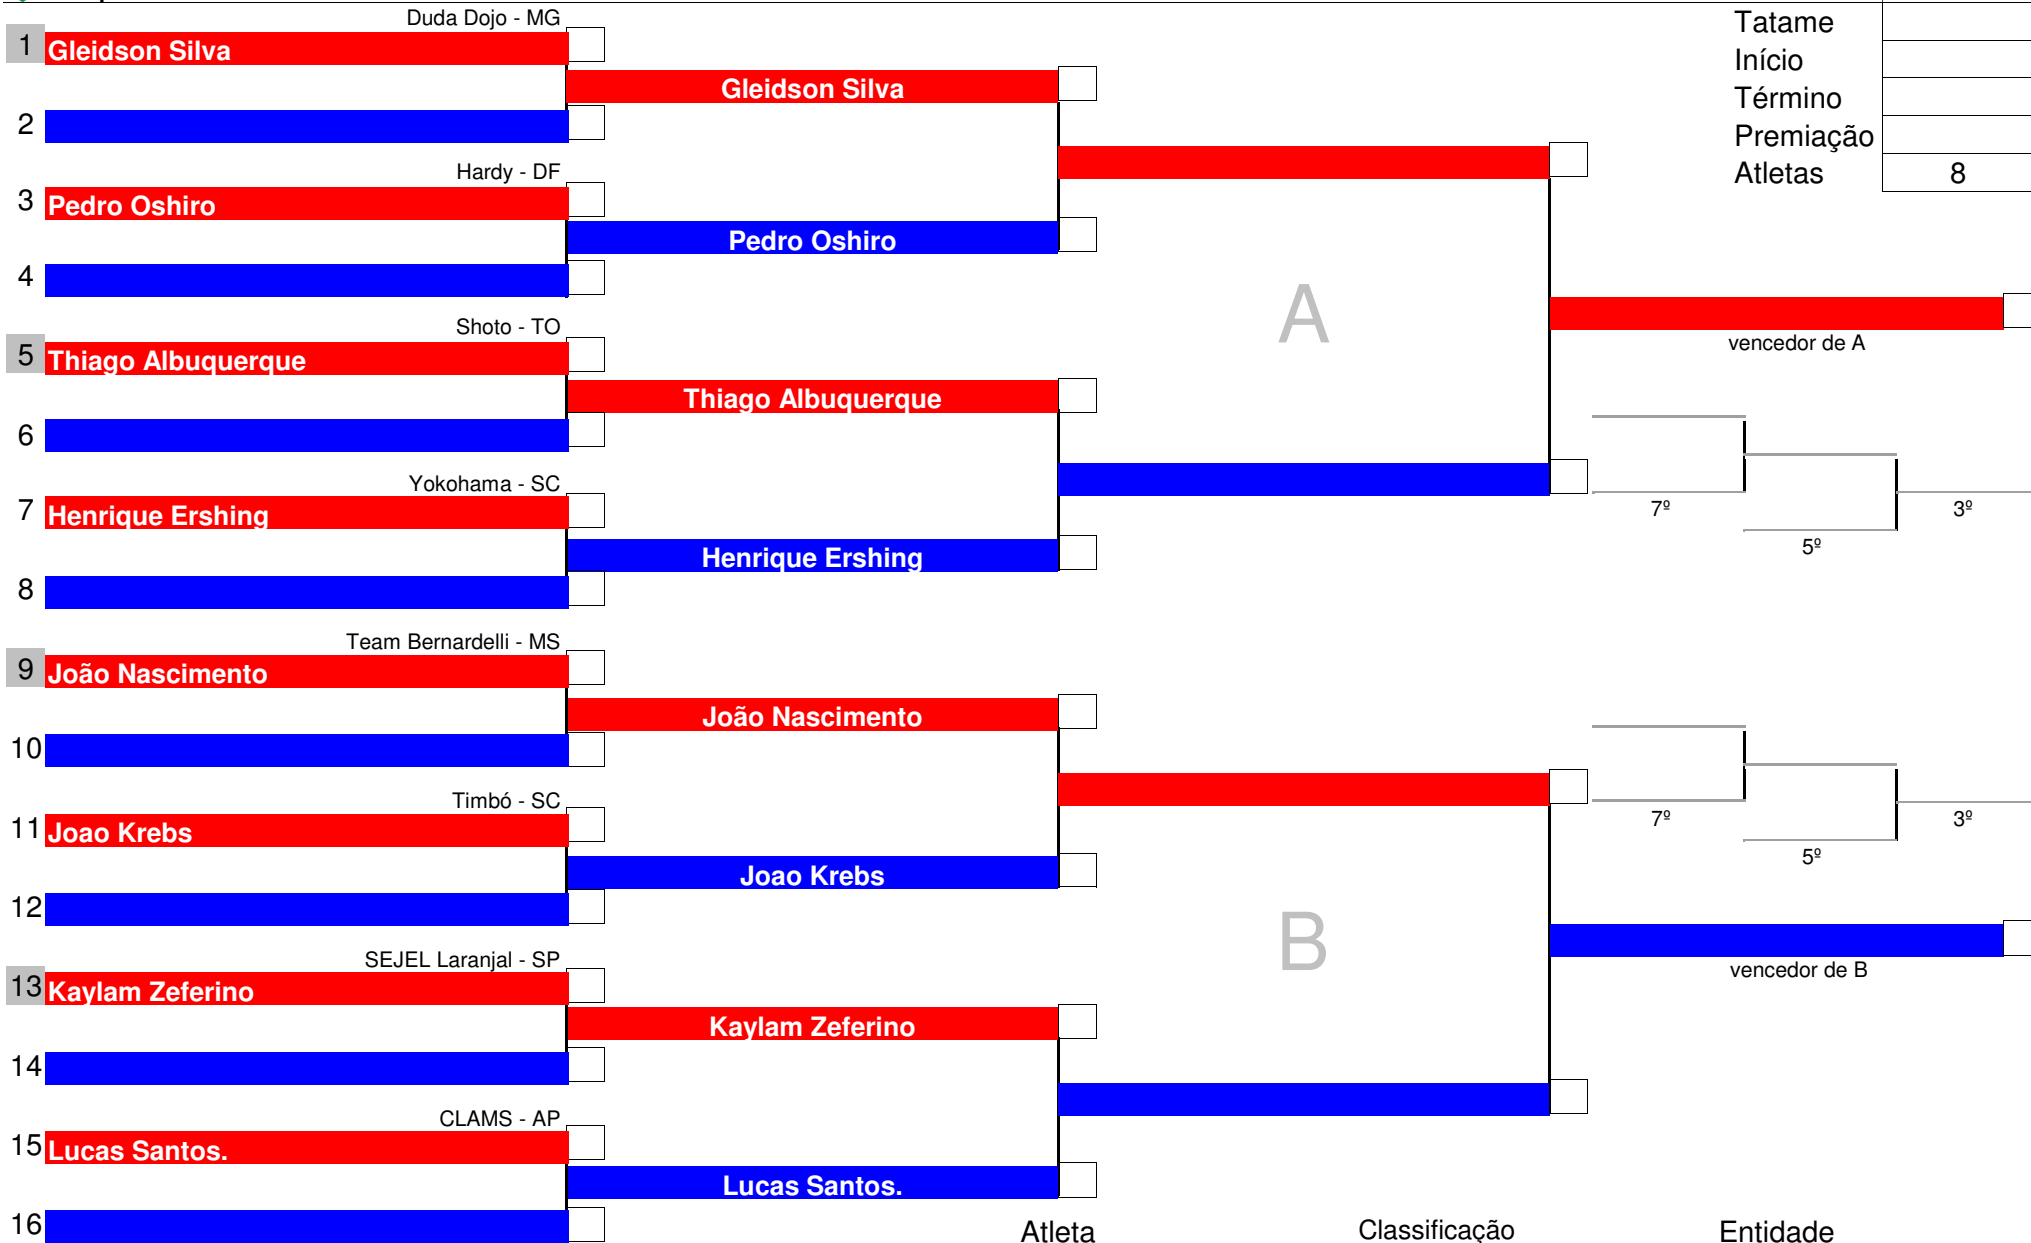 Duda Dojo - MG
1 Gleidson Silva
Gleidson Silva
2
Hardy - DF
3 Pedro Oshiro
Pedro Oshiro
4
Shoto - TO
5 Thiago Albuquerque
Thiago Albuquerque
6
Yokohama - SC
7 Henrique Ershing
Henrique Ershing
8
Team Bernardelli - MS
9 João Nascimento
João Nascimento
10
Timbó - SC
11 Joao Krebs
Joao Krebs
12
SEJEL Laranjal - SP
13 Kaylam Zeferino
Kaylam Zeferino
14
CLAMS - AP
15 Lucas Santos.
Lucas Santos.
16
A
B
Tatame
Início
Término
Premiação
Atletas 8
vencedor de A
7º
3º
5º
7º
3º
5º
vencedor de B
Atleta Classificação Entidade